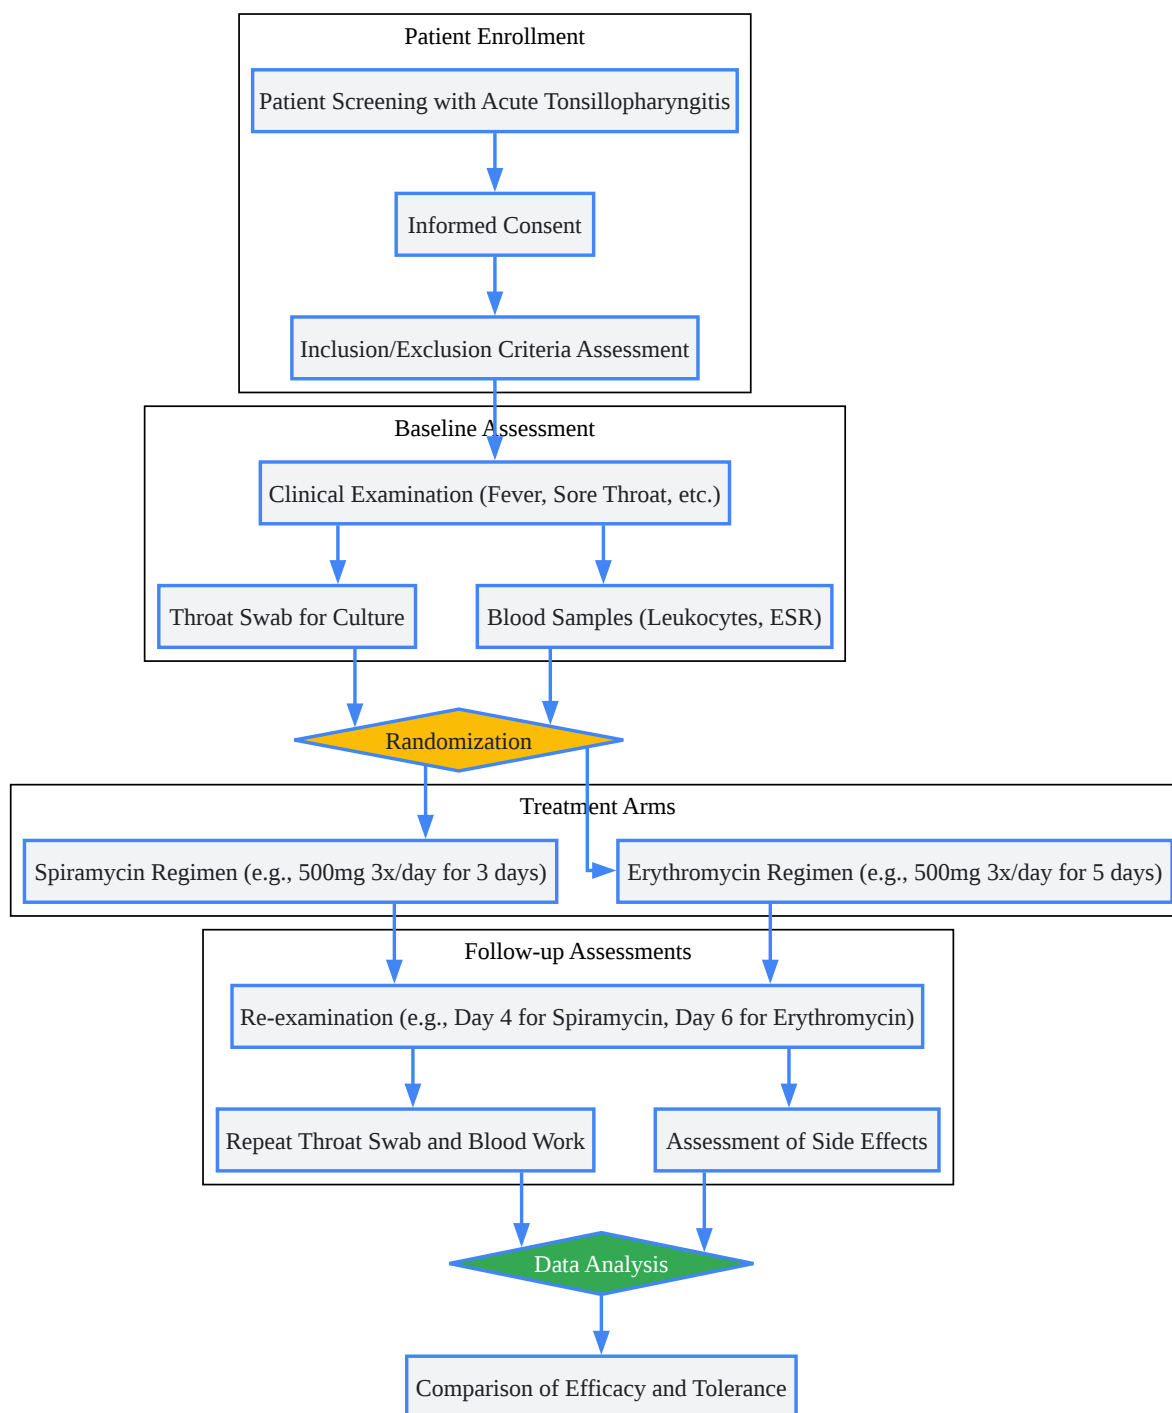 Patient Enrollment
Patient Screening with Acute Tonsillopharyngitis
Informed Consent
Inclusion/Exclusion Criteria Assessment
Baseline Assessment
Clinical Examination (Fever, Sore Throat, etc.)
Throat Swab for Culture
Blood Samples (Leukocytes, ESR)
Randomization
Treatment Arms
Spiramycin Regimen (e.g., 500mg 3x/day for 3 days)
Erythromycin Regimen (e.g., 500mg 3x/day for 5 days)
Follow-up Assessments
Re-examination (e.g., Day 4 for Spiramycin, Day 6 for Erythromycin)
Repeat Throat Swab and Blood Work
Assessment of Side Effects
Data Analysis
Comparison of Efficacy and Tolerance